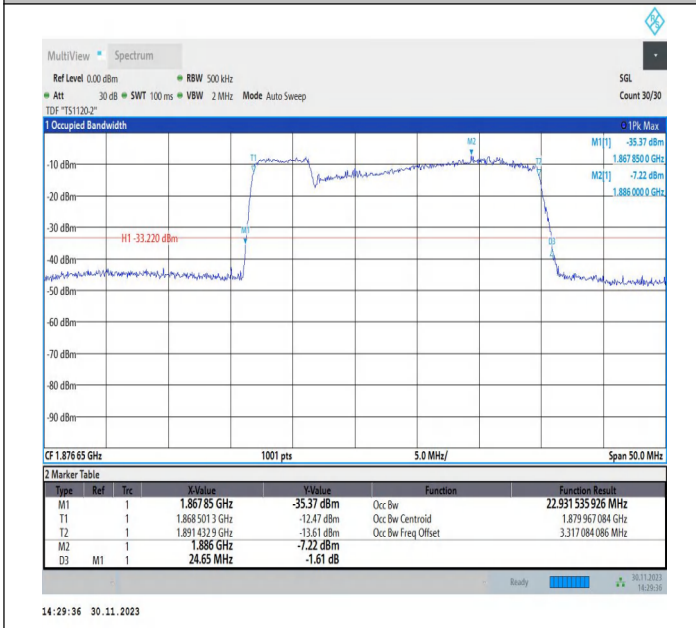 R S
MultiView Spectrum
Ref Level 0.00 dBm RBW 500 kHz SGL
Att 30 dB SWT 100 ms VBW 2 MHz Mode Auto Sweep Count 30/30
TDF "TS1120-2"
1 Occupied Bandwidth 1Pk Max
M1[1] -35.37 dBm
1.867 850 0 GHz
M2[1] -7.22 dBm
1.886 000 0 GHz
M2
T1
T2
-10 dBm
-20 dBm
-30 dBm
M1
H1 -33.220 dBm
D3
-40 dBm
-50 dBm
-60 dBm
-70 dBm
-80 dBm
-90 dBm
CF 1.876 65 GHz 1001 pts 5.0 MHz/ Span 50.0 MHz
2 Marker Table
Type Ref Trc X-Value Y-Value Function Function Result
M1 1 1.867 85 GHz -35.37 dBm Occ Bw 22.931 535 926 MHz
T1 1 1.868 501 3 GHz -12.47 dBm Occ Bw Centroid 1.879 967 084 GHz
T2 1 1.891 432 9 GHz -13.61 dBm Occ Bw Freq Offset 3.317 084 086 MHz
M2 1 1.886 GHz -7.22 dBm
D3 M1 1 24.65 MHz -1.61 dB
Ready 30.11.2023
14:29:36
14:29:36 30.11.2023